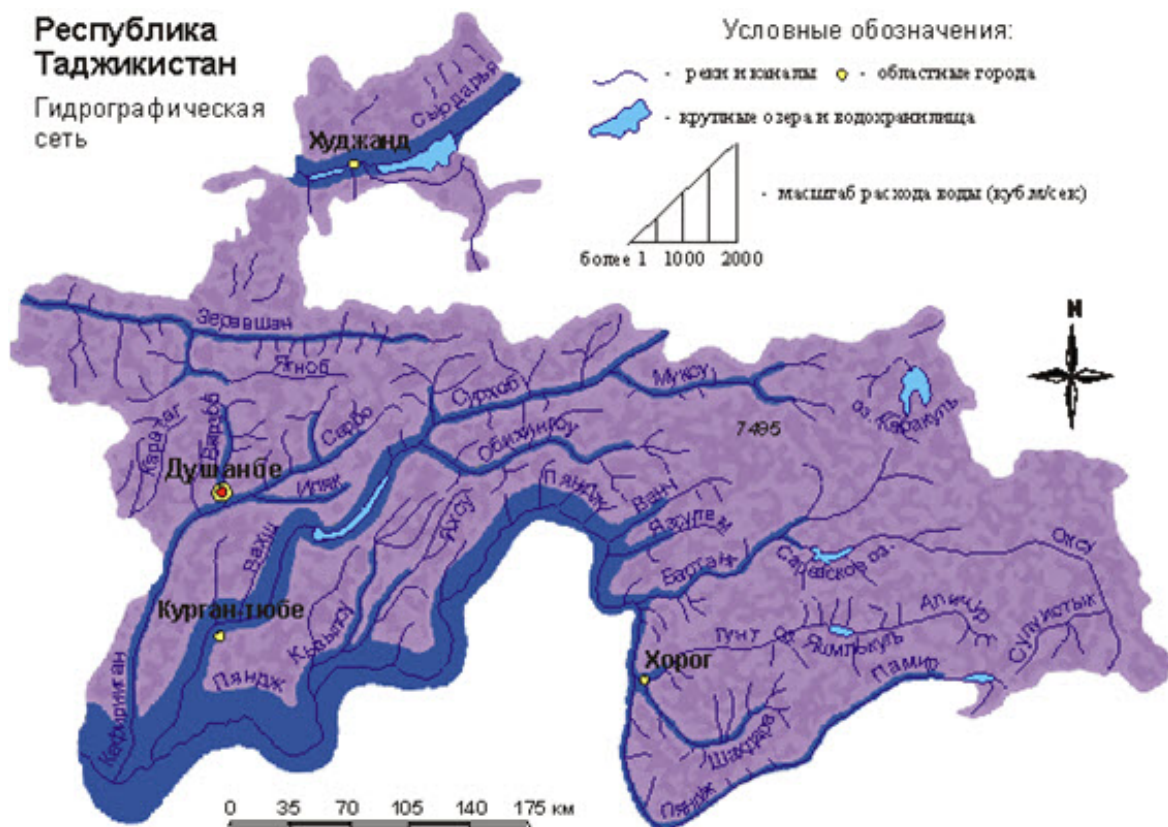 Республика
Таджикистан
Гидрографическая
сеть
Условные обозначения:
- реки и каналы
- областные города
- крупные озера и водохранилища
- масштаб расхода воды (куб.м/сек)
более 1 1000 2000
N
Сырдарья
Худжанд
Зеравшан
Ягноб
Каратаг
Варзоб
Сарбо
Душанбе
Иляк
Сурхоб
Муксу
Обихингоу
оз. Каракуль
7495
Пяндж
Ванч
Язгулем
Бартанг
Сарезское оз.
Оксу
Вахш
Яхсу
Курган-тюбе
Кызылсу
Пяндж
Кафирниган
Гунт
оз. Яшилькуль
Аличур
Сулуистык
Хорог
Памир
Шахдара
Пяндж
0 35 70 105 140 175 км